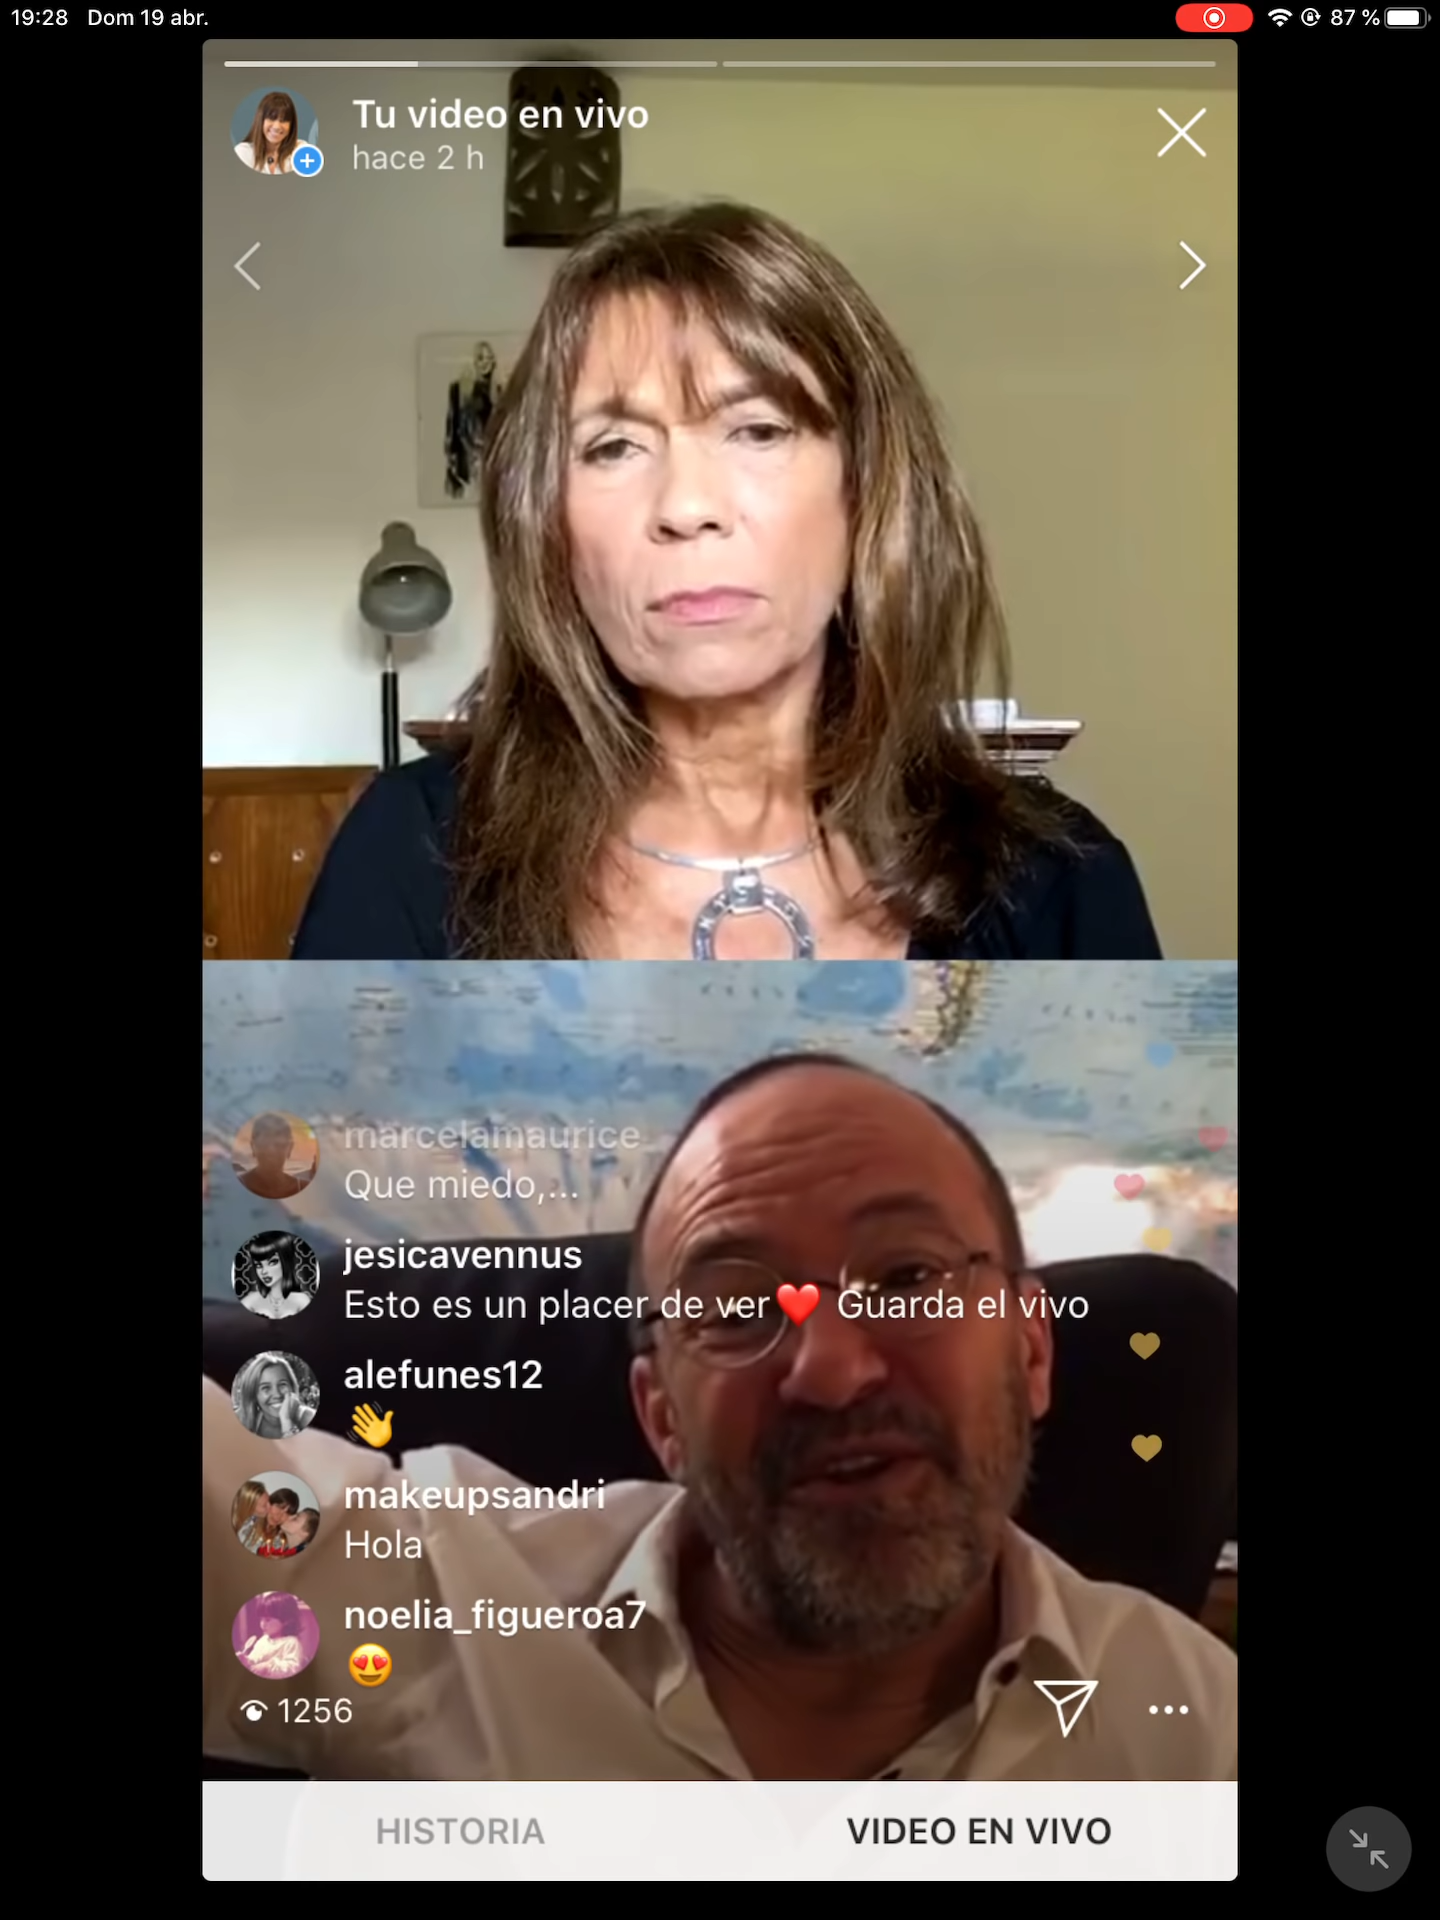 19:28 Dom 19 abr.
87 %
Tu video en vivo
hace 2 h
marcelamaurice
Que miedo,...
jesicavennus
Esto es un placer de ver❤️ Guarda el vivo
alefunes12
👋
makeupsandri
Hola
noelia_figueroa7
😍
1256
HISTORIA
VIDEO EN VIVO